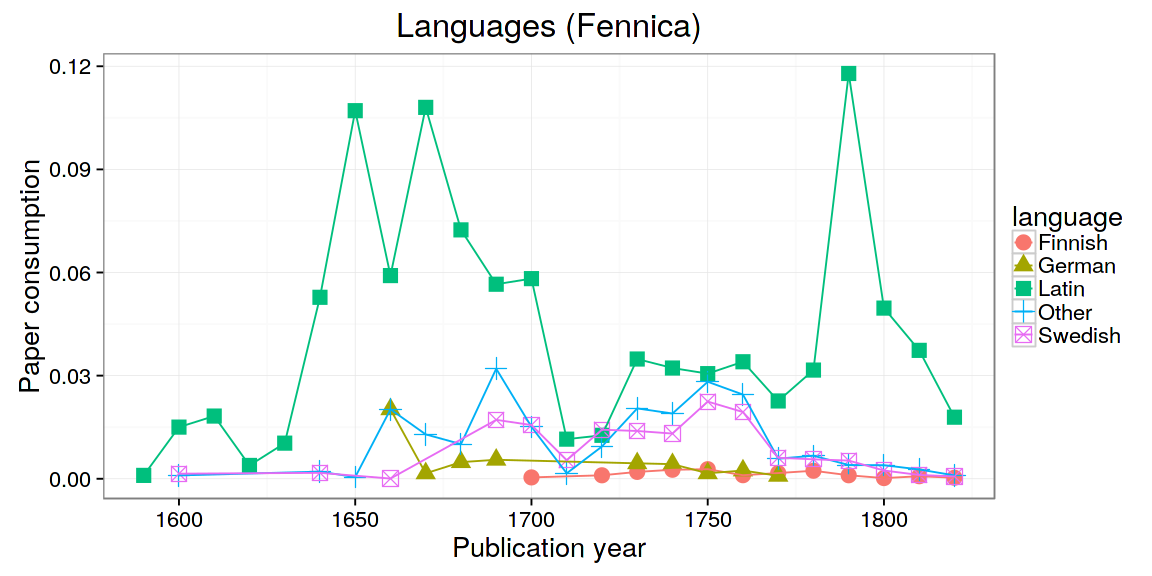 Languages (Fennica)
Paper consumption
0.12
0.09
0.06
0.03
0.00
1600 1650 1700 1750 1800
Publication year
language
Finnish
German
Latin
Other
Swedish